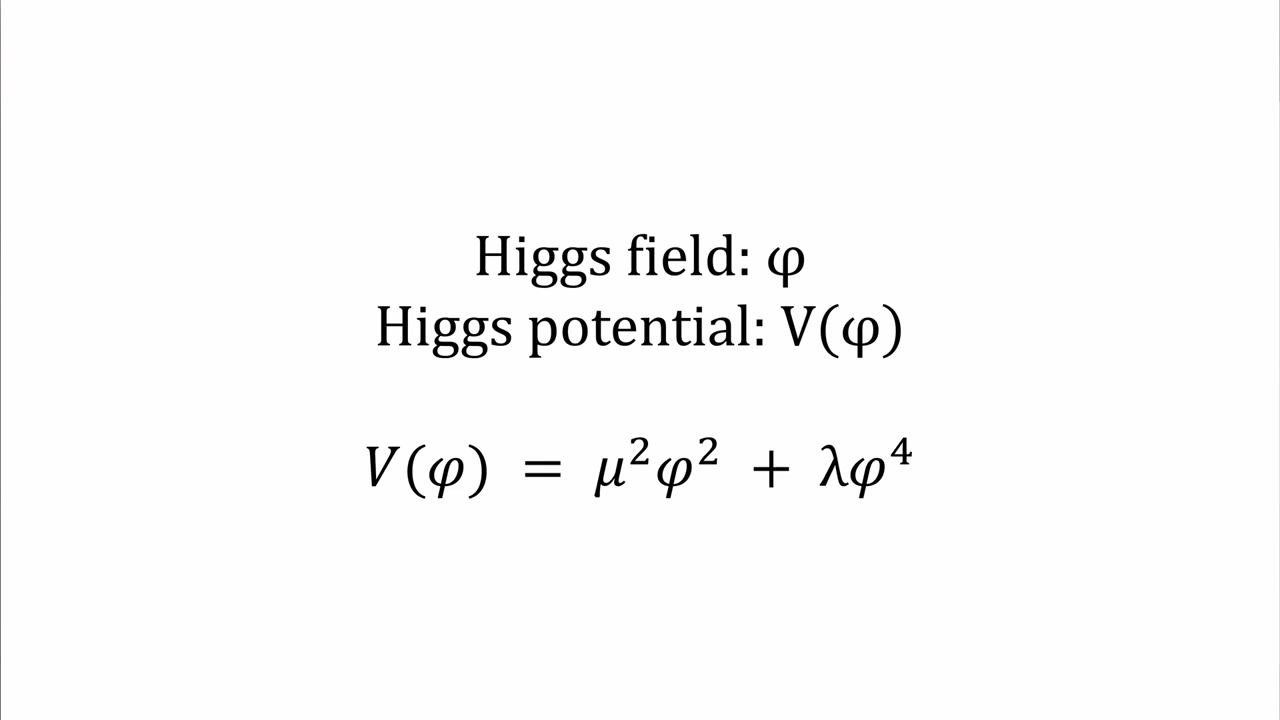 Higgs field: φ
Higgs potential: V(φ)
V(φ) = μ²φ² + λφ⁴